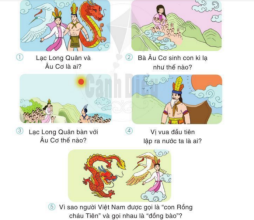 ① Lạc Long Quân và
Âu Cơ là ai?
② Bà Âu Cơ sinh con kì lạ
như thế nào?
Cánh Diều
③ Lạc Long Quân bàn với
Âu Cơ thế nào?
④ Vị vua đầu tiên
lập ra nước ta là ai?
⑤ Vì sao người Việt Nam được gọi là “con Rồng
cháu Tiên” và gọi nhau là “đồng bào”?